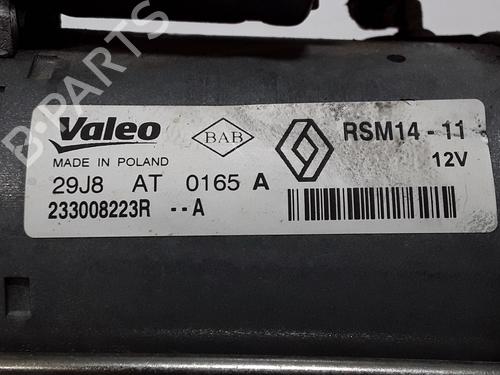 Valeo
BAB
RSM14 - 11
MADE IN POLAND
12V
29J8 AT 0165 A
233008223R --A
B-PARTS